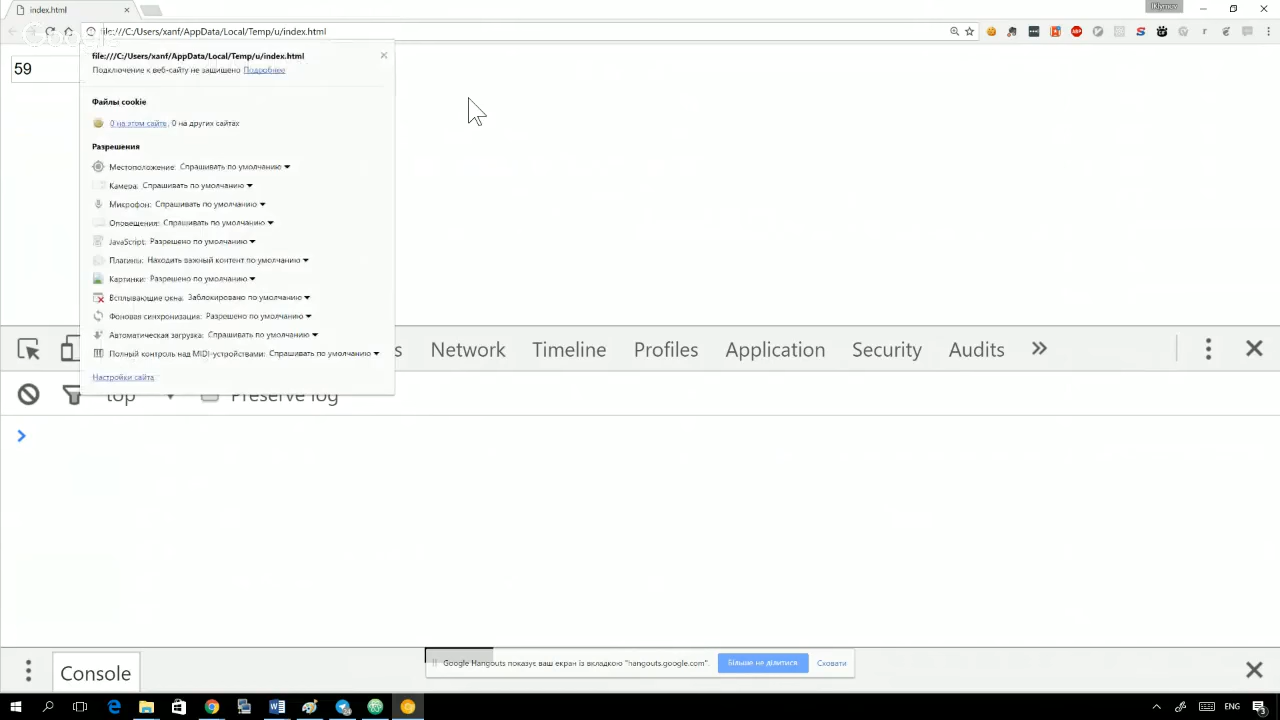 index.html
iKlymov
file:///C:/Users/xanf/AppData/Local/Temp/u/index.html
59
file:///C:/Users/xanf/AppData/Local/Temp/u/index.html
Подключение к веб-сайту не защищено Подробнее
Файлы cookie
0 на этом сайте, 0 на других сайтах
Разрешения
Местоположение: Спрашивать по умолчанию
Камера: Спрашивать по умолчанию
Микрофон: Спрашивать по умолчанию
Оповещения: Спрашивать по умолчанию
JavaScript: Разрешено по умолчанию
Плагины: Находить важный контент по умолчанию
Картинки: Разрешено по умолчанию
Всплывающие окна: Заблокировано по умолчанию
Фоновая синхронизация: Разрешено по умолчанию
Автоматическая загрузка: Спрашивать по умолчанию
Полный контроль над MIDI-устройствами: Спрашивать по умолчанию
Настройки сайта
s Network Timeline Profiles Application Security Audits
top Preserve log
Google Hangouts показує ваш екран із вкладкою "hangouts.google.com". Більше не ділитися Сховати
Console
ENG